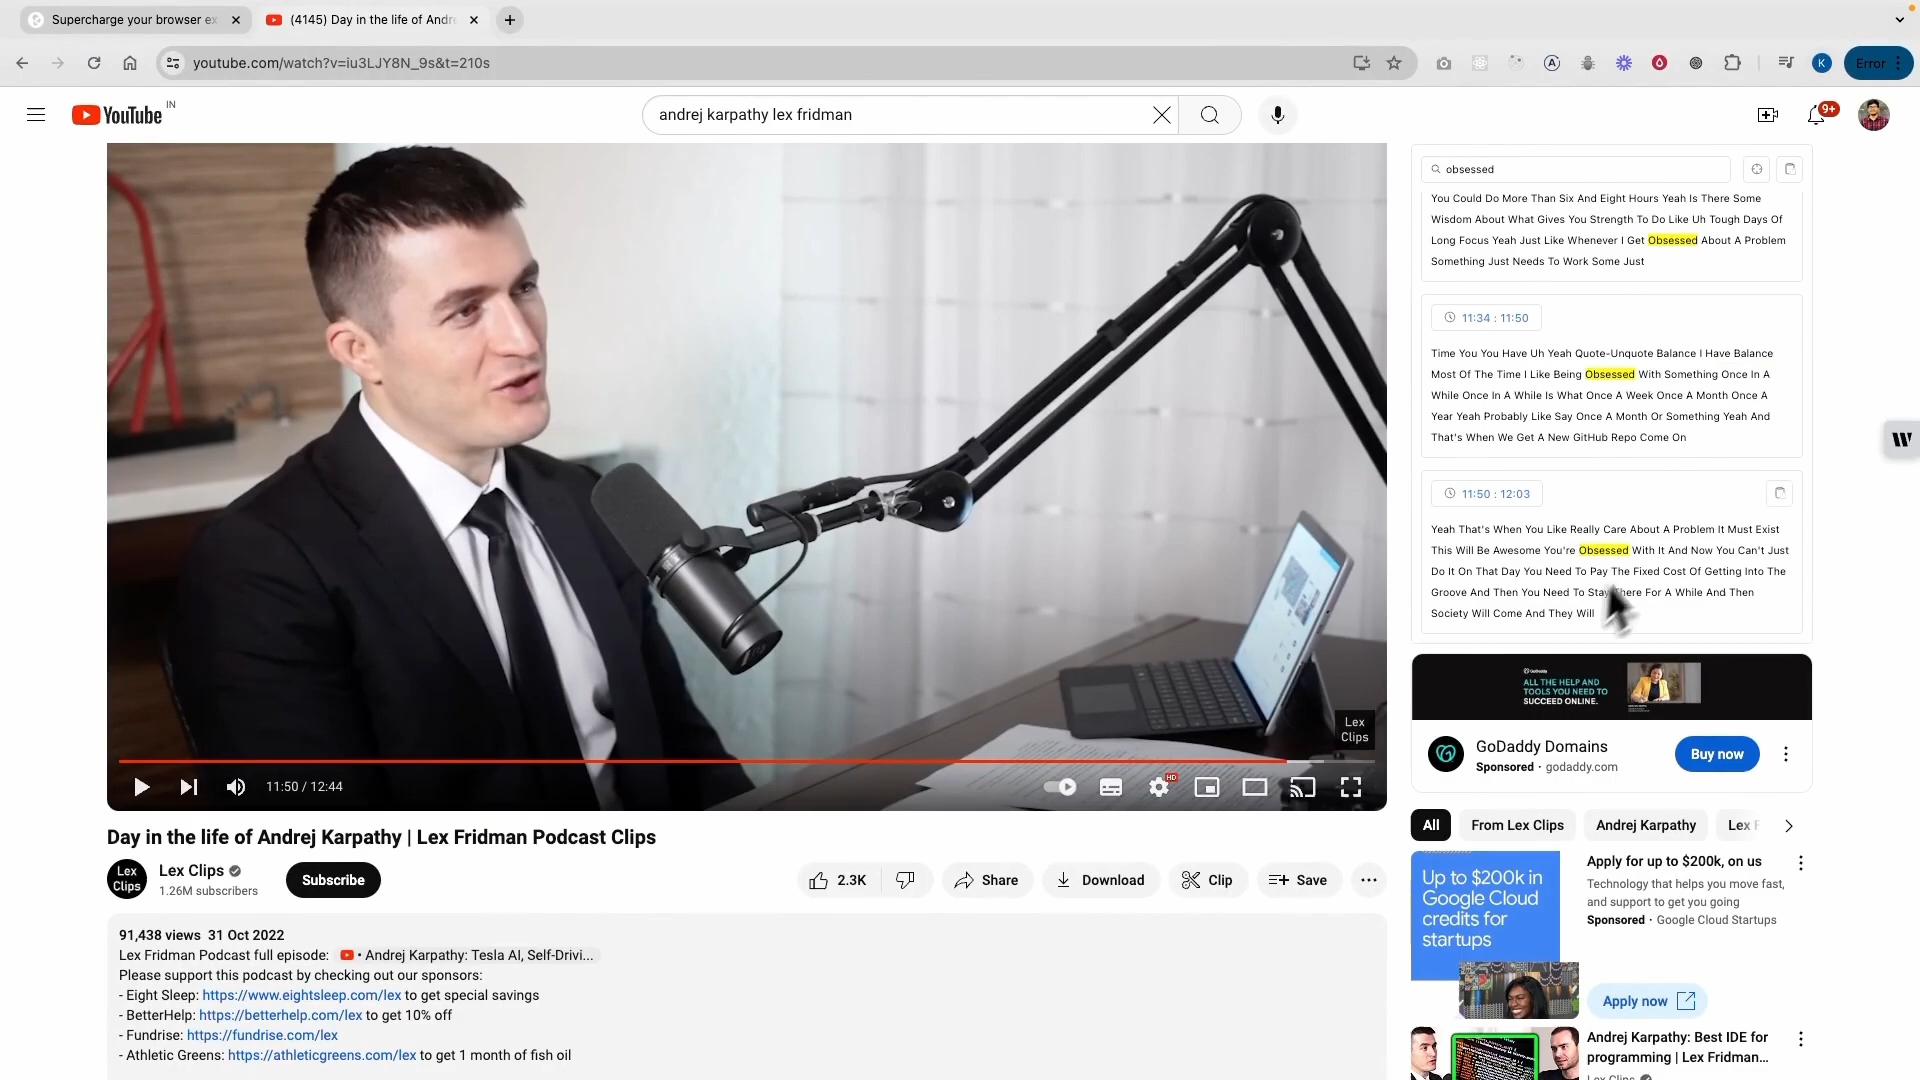 Supercharge your browser ex
(4145) Day in the life of Andre
youtube.com/watch?v=iu3LJY8N_9s&t=210s
K
Error
YouTube
IN
andrej karpathy lex fridman
9+
obsessed
You Could Do More Than Six And Eight Hours Yeah Is There Some
Wisdom About What Gives You Strength To Do Like Uh Tough Days Of
Long Focus Yeah Just Like Whenever I Get Obsessed About A Problem
Something Just Needs To Work Some Just
11:34 : 11:50
Time You You Have Uh Yeah Quote-Unquote Balance I Have Balance
Most Of The Time I Like Being Obsessed With Something Once In A
While Once In A While Is What Once A Week Once A Month Once A
Year Yeah Probably Like Say Once A Month Or Something Yeah And
That's When We Get A New GitHub Repo Come On
11:50 : 12:03
Yeah That's When You Like Really Care About A Problem It Must Exist
This Will Be Awesome You're Obsessed With It And Now You Can't Just
Do It On That Day You Need To Pay The Fixed Cost Of Getting Into The
Groove And Then You Need To Stay There For A While And Then
Society Will Come And They Will
W
Lex
Clips
11:50 / 12:44
HD
GoDaddy
ALL THE HELP AND
TOOLS YOU NEED TO
SUCCEED ONLINE.
GoDaddy Domains
Sponsored · godaddy.com
Buy now
Day in the life of Andrej Karpathy | Lex Fridman Podcast Clips
Lex
Clips
Lex Clips
1.26M subscribers
Subscribe
2.3K
Share
Download
Clip
Save
All
From Lex Clips
Andrej Karpathy
Lex F
91,438 views 31 Oct 2022
Lex Fridman Podcast full episode: • Andrej Karpathy: Tesla AI, Self-Drivi...
Please support this podcast by checking out our sponsors:
- Eight Sleep: https://www.eightsleep.com/lex to get special savings
- BetterHelp: https://betterhelp.com/lex to get 10% off
- Fundrise: https://fundrise.com/lex
- Athletic Greens: https://athleticgreens.com/lex to get 1 month of fish oil
Up to $200k in
Google Cloud
credits for
startups
Apply for up to $200k, on us
Technology that helps you move fast,
and support to get you going
Sponsored · Google Cloud Startups
Apply now
Andrej Karpathy: Best IDE for
programming | Lex Fridman...
Lex Clips